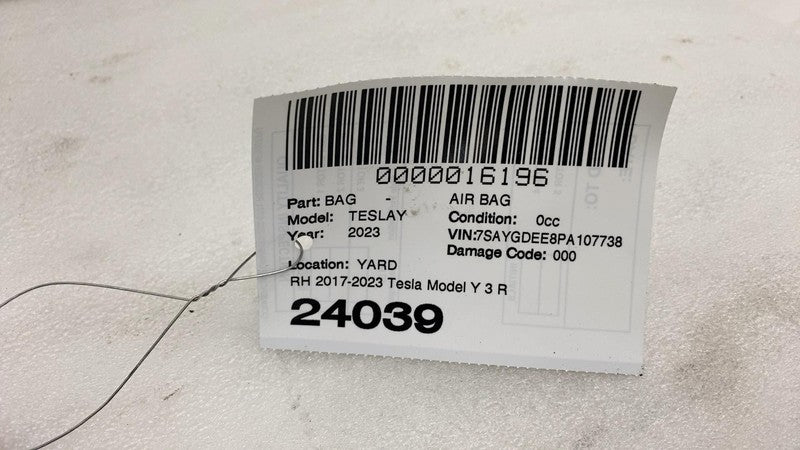 0000016196
Part: BAG - AIR BAG
Model: TESLAY Condition: 0cc
Year: 2023 VIN:7SAYGDEE8PA107738
Damage Code: 000
Location: YARD
RH 2017-2023 Tesla Model Y 3 R
24039